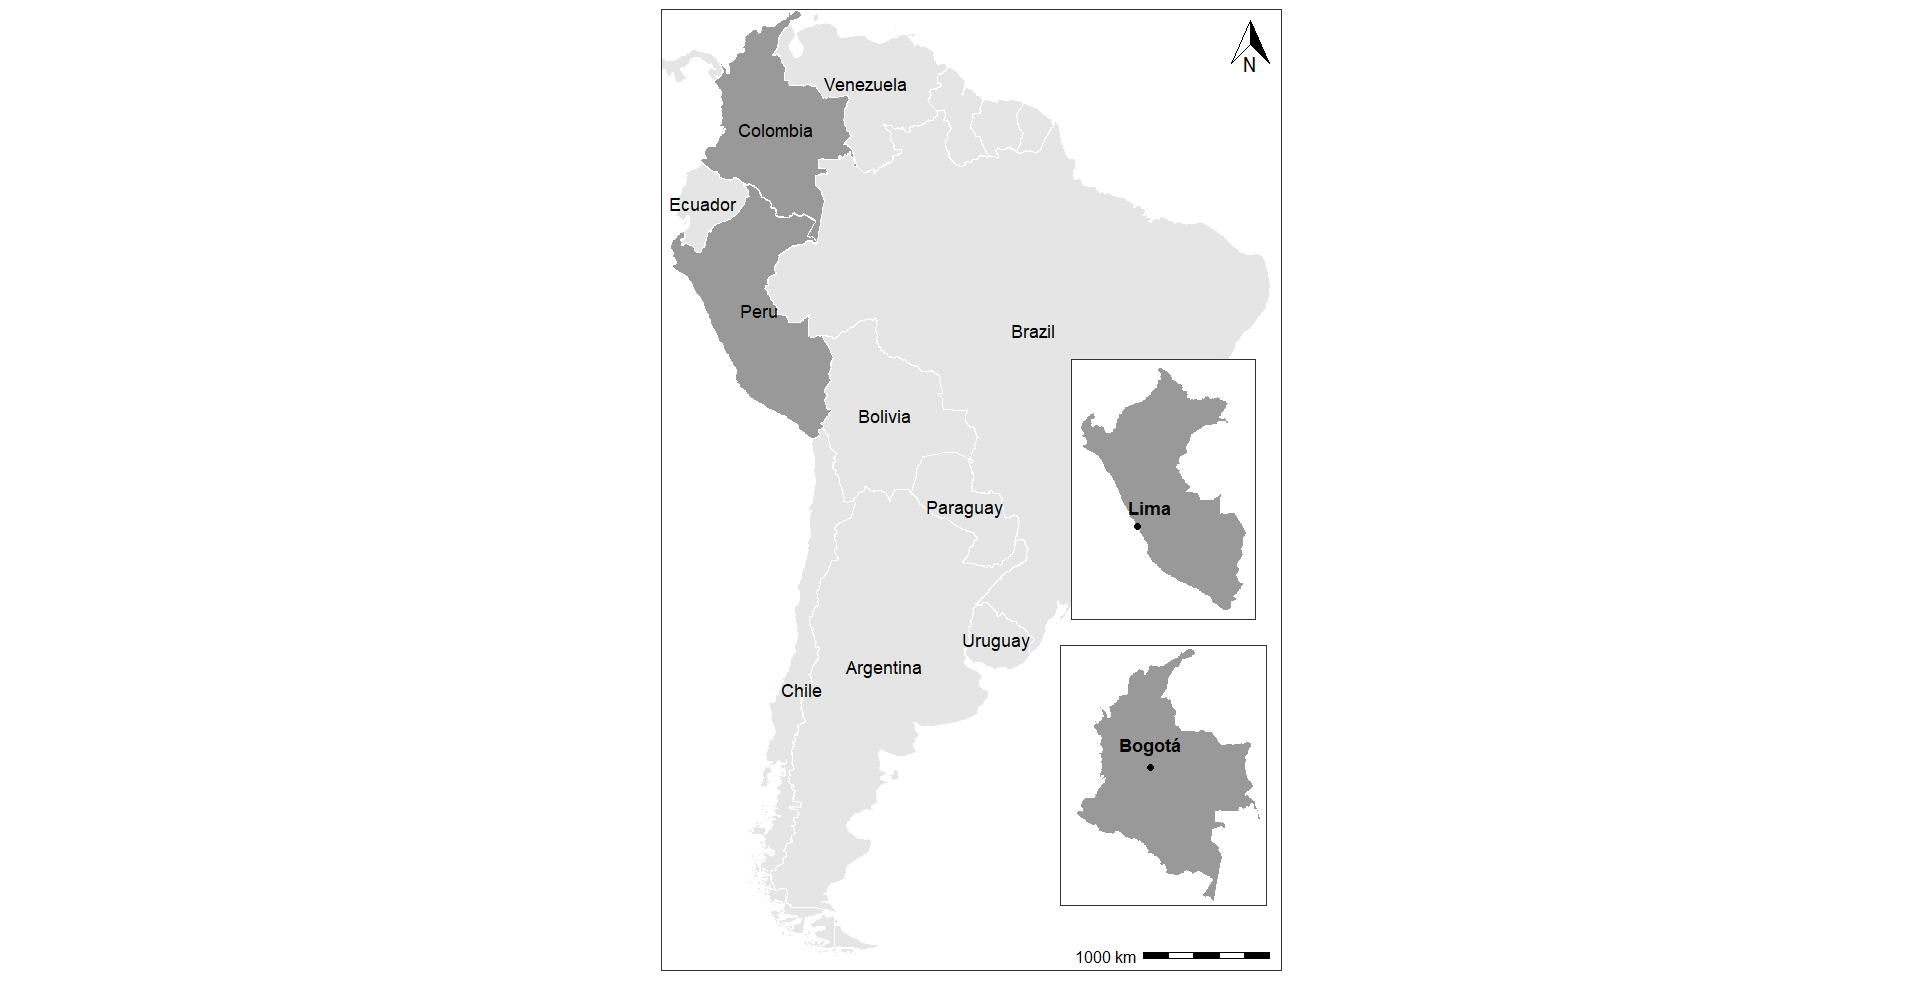 N
Venezuela
Colombia
Ecuador
Peru
Brazil
Bolivia
Lima
Paraguay
Uruguay
Argentina
Chile
Bogotá
1000 km